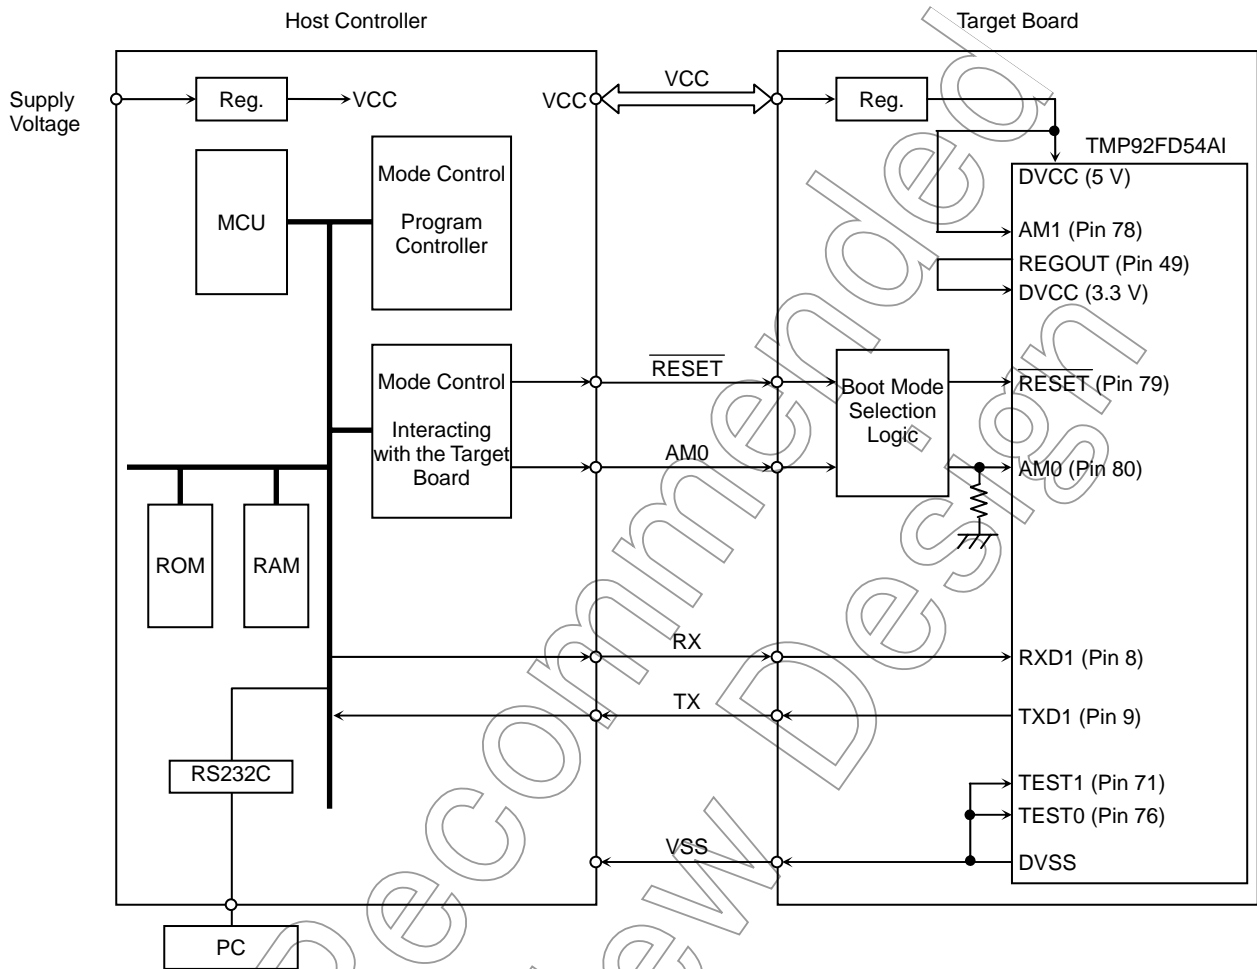 Host Controller
Target Board
Supply
Voltage
Reg.
VCC
VCC
VCC
Reg.
TMP92FD54AI
MCU
Mode Control
Program
Controller
DVCC (5 V)
AM1 (Pin 78)
REGOUT (Pin 49)
DVCC (3.3 V)
Mode Control
Interacting
with the Target
Board
RESET
Boot Mode
Selection
Logic
RESET (Pin 79)
AM0
AM0 (Pin 80)
ROM
RAM
RX
RXD1 (Pin 8)
TX
TXD1 (Pin 9)
RS232C
TEST1 (Pin 71)
TEST0 (Pin 76)
VSS
DVSS
PC
Recommended
New Design